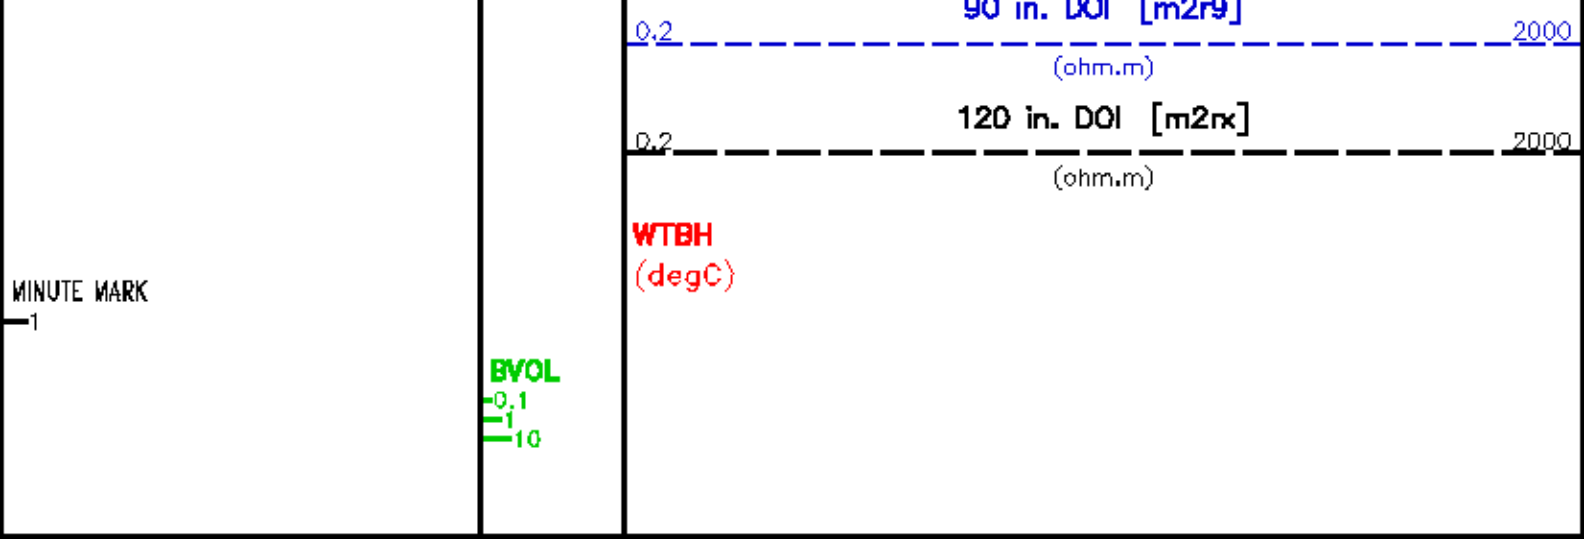 90 in. DOI [m2r9]
0.2 2000
(ohm.m)
120 in. DOI [m2rx]
0.2 2000
(ohm.m)
WTBH
(degC)
MINUTE MARK
1
BVOL
0.1
1
10